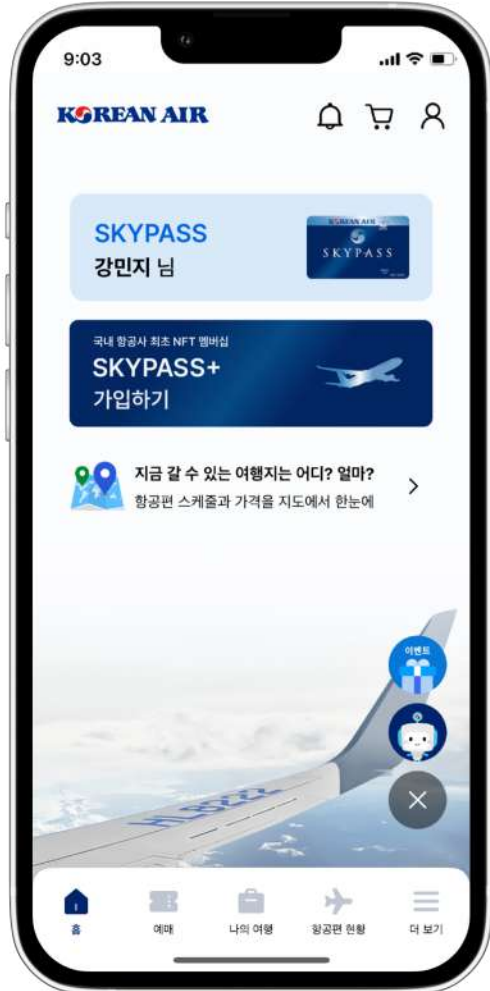 9:03
KOREAN AIR
SKYPASS
강민지 님
KOREAN AIR
SKYPASS
국내 항공사 최초 NFT 멤버십
SKYPASS+
가입하기
지금 갈 수 있는 여행지는 어디? 얼마?
항공편 스케줄과 가격을 지도에서 한눈에
이벤트
HL8222
홈
예매
나의 여행
항공편 현황
더 보기